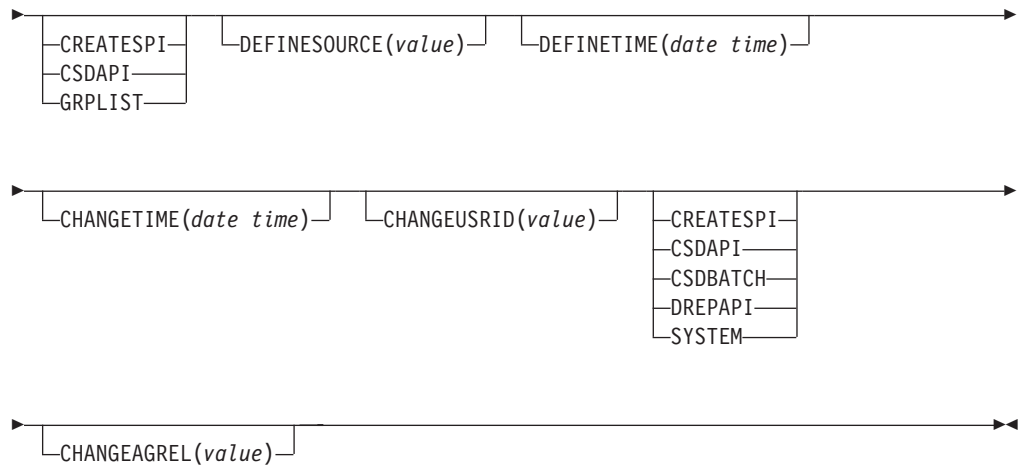 CREATESPI
CSDAPI
GRPLIST
DEFINESOURCE(value)
DEFINETIME(date time)
CHANGETIME(date time)
CHANGEUSRID(value)
CREATESPI
CSDAPI
CSDBATCH
DREPAPI
SYSTEM
CHANGEAGREL(value)